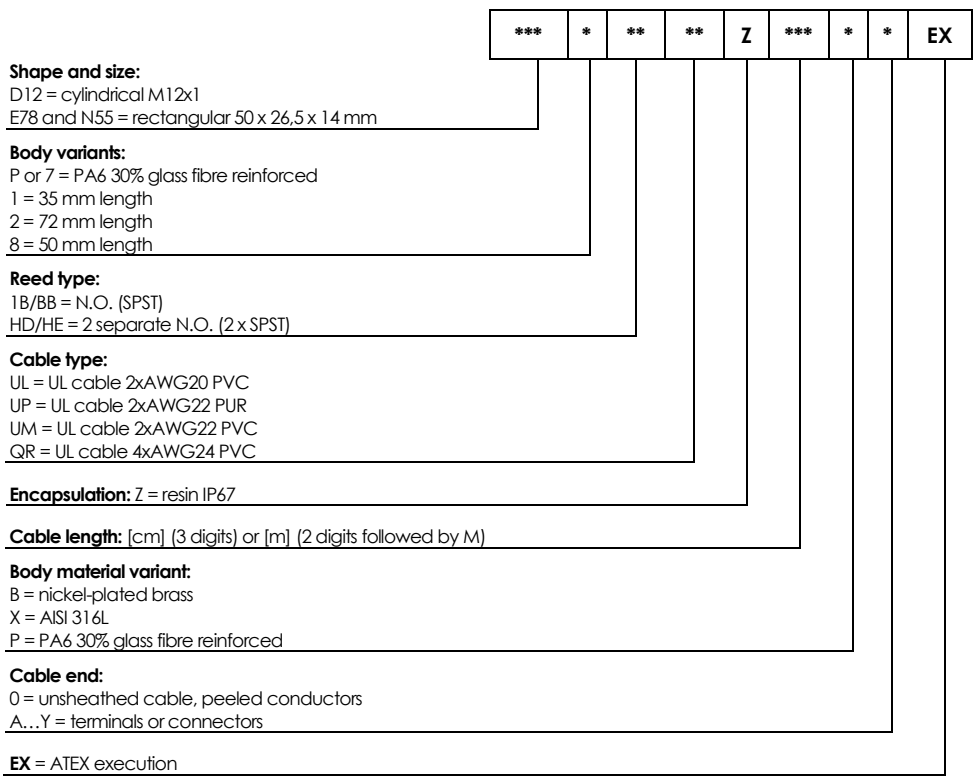 *** * ** ** Z *** * * EX
Shape and size:
D12 = cylindrical M12x1
E78 and N55 = rectangular 50 x 26,5 x 14 mm
Body variants:
P or 7 = PA6 30% glass fibre reinforced
1 = 35 mm length
2 = 72 mm length
8 = 50 mm length
Reed type:
1B/BB = N.O. (SPST)
HD/HE = 2 separate N.O. (2 x SPST)
Cable type:
UL = UL cable 2xAWG20 PVC
UP = UL cable 2xAWG22 PUR
UM = UL cable 2xAWG22 PVC
QR = UL cable 4xAWG24 PVC
Encapsulation: Z = resin IP67
Cable length: [cm] (3 digits) or [m] (2 digits followed by M)
Body material variant:
B = nickel-plated brass
X = AISI 316L
P = PA6 30% glass fibre reinforced
Cable end:
0 = unsheathed cable, peeled conductors
A…Y = terminals or connectors
EX = ATEX execution